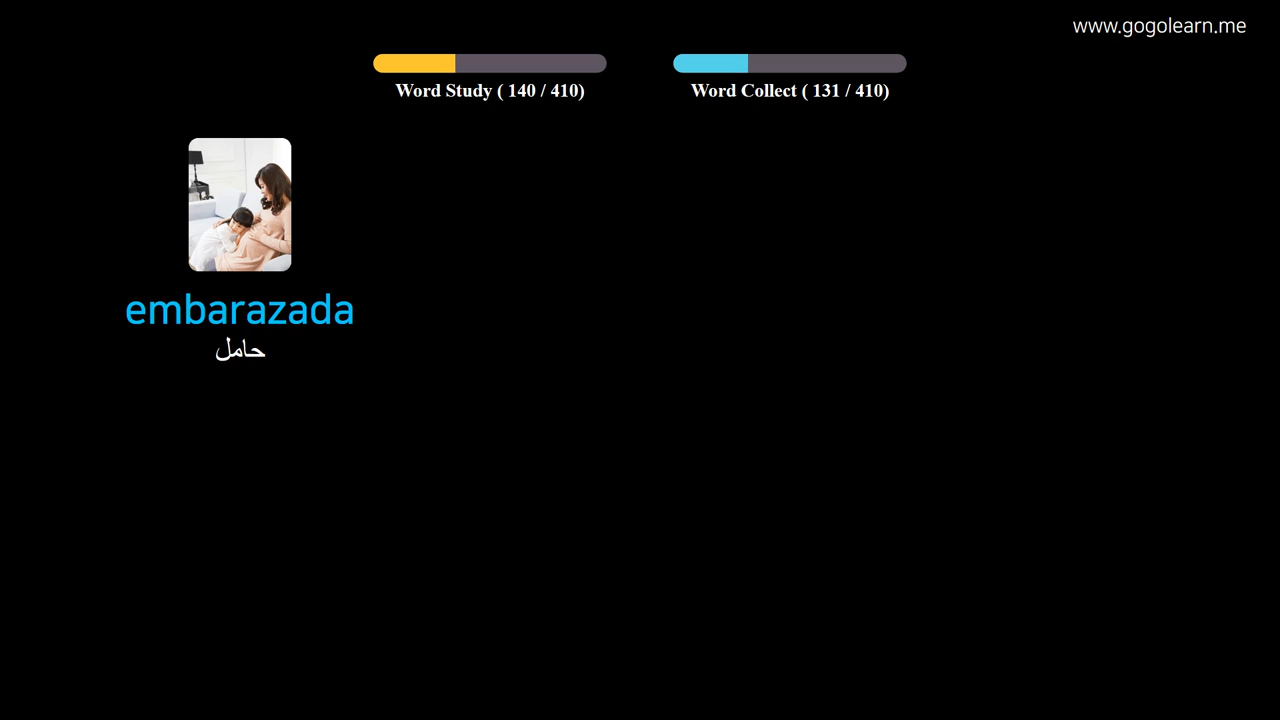 www.gogolearn.me
Word Study ( 140 / 410)
Word Collect ( 131 / 410)
embarazada
حامل